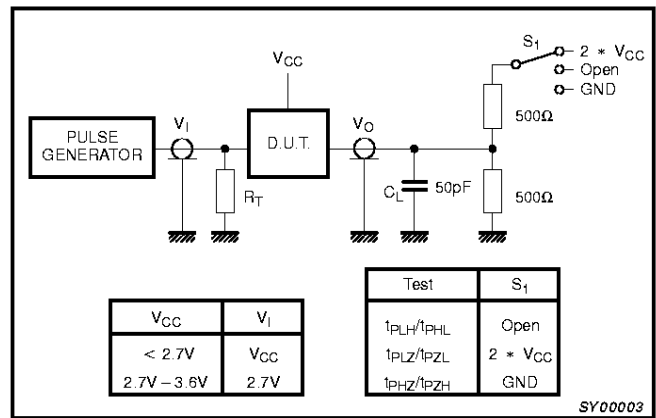 S1
2 * VCC
Open
GND
VCC
500Ω
PULSE
GENERATOR
VI
D.U.T.
VO
RT
CL
50pF
500Ω
VCC VI
< 2.7V VCC
2.7V – 3.6V 2.7V
Test S1
tPLH/tPHL Open
tPLZ/tPZL 2 * VCC
tPHZ/tPZH GND
SY00003